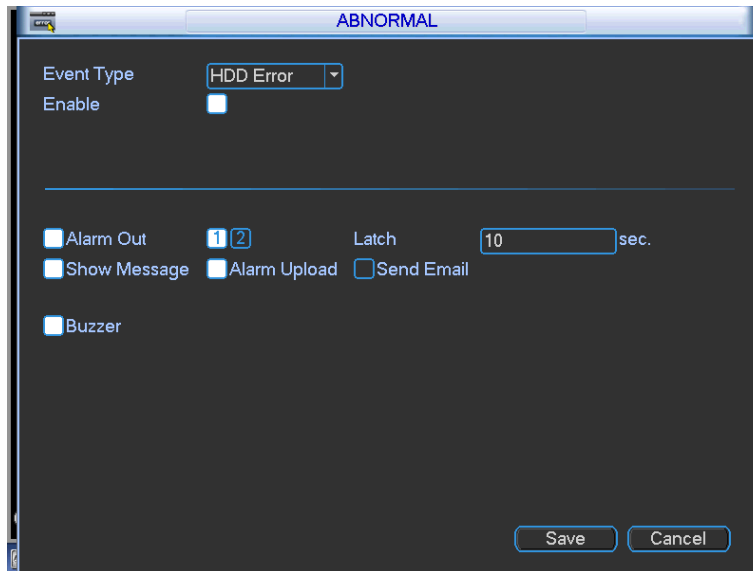 ABNORMAL
Event Type HDD Error
Enable
Alarm Out 1 2 Latch 10 sec.
Show Message Alarm Upload Send Email
Buzzer
Save Cancel